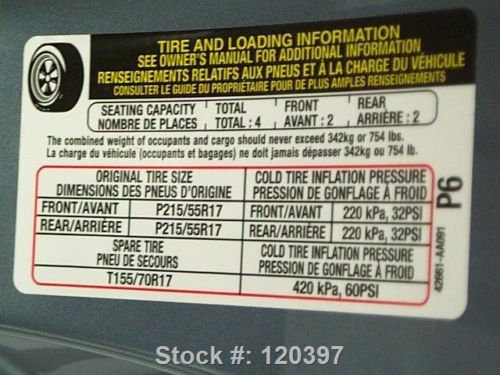 TIRE AND LOADING INFORMATION
SEE OWNER'S MANUAL FOR ADDITIONAL INFORMATION
RENSEIGNEMENTS RELATIFS AUX PNEUS ET À LA CHARGE DU VÉHICULE
CONSULTER LE GUIDE DU PROPRIÉTAIRE POUR DE PLUS AMPLES RENSEIGNEMENTS
SEATING CAPACITY TOTAL FRONT REAR
NOMBRE DE PLACES TOTAL : 4 AVANT : 2 ARRIÈRE : 2
The combined weight of occupants and cargo should never exceed 342kg or 754 lbs.
La charge du véhicule (occupants et bagages) ne doit jamais dépasser 342kg or 754 lbs.
ORIGINAL TIRE SIZE COLD TIRE INFLATION PRESSURE
DIMENSIONS DES PNEUS D'ORIGINE PRESSION DE GONFLAGE À FROID
FRONT/AVANT P215/55R17 FRONT/AVANT 220 kPa, 32PSI
REAR/ARRIÈRE P215/55R17 REAR/ARRIÈRE 220 kPa, 32PSI
SPARE TIRE COLD TIRE INFLATION PRESSURE
PNEU DE SECOURS PRESSION DE GONFLAGE À FROID
T155/70R17 420 kPa, 60PSI
P6
42661-AA091
Stock #: 120397